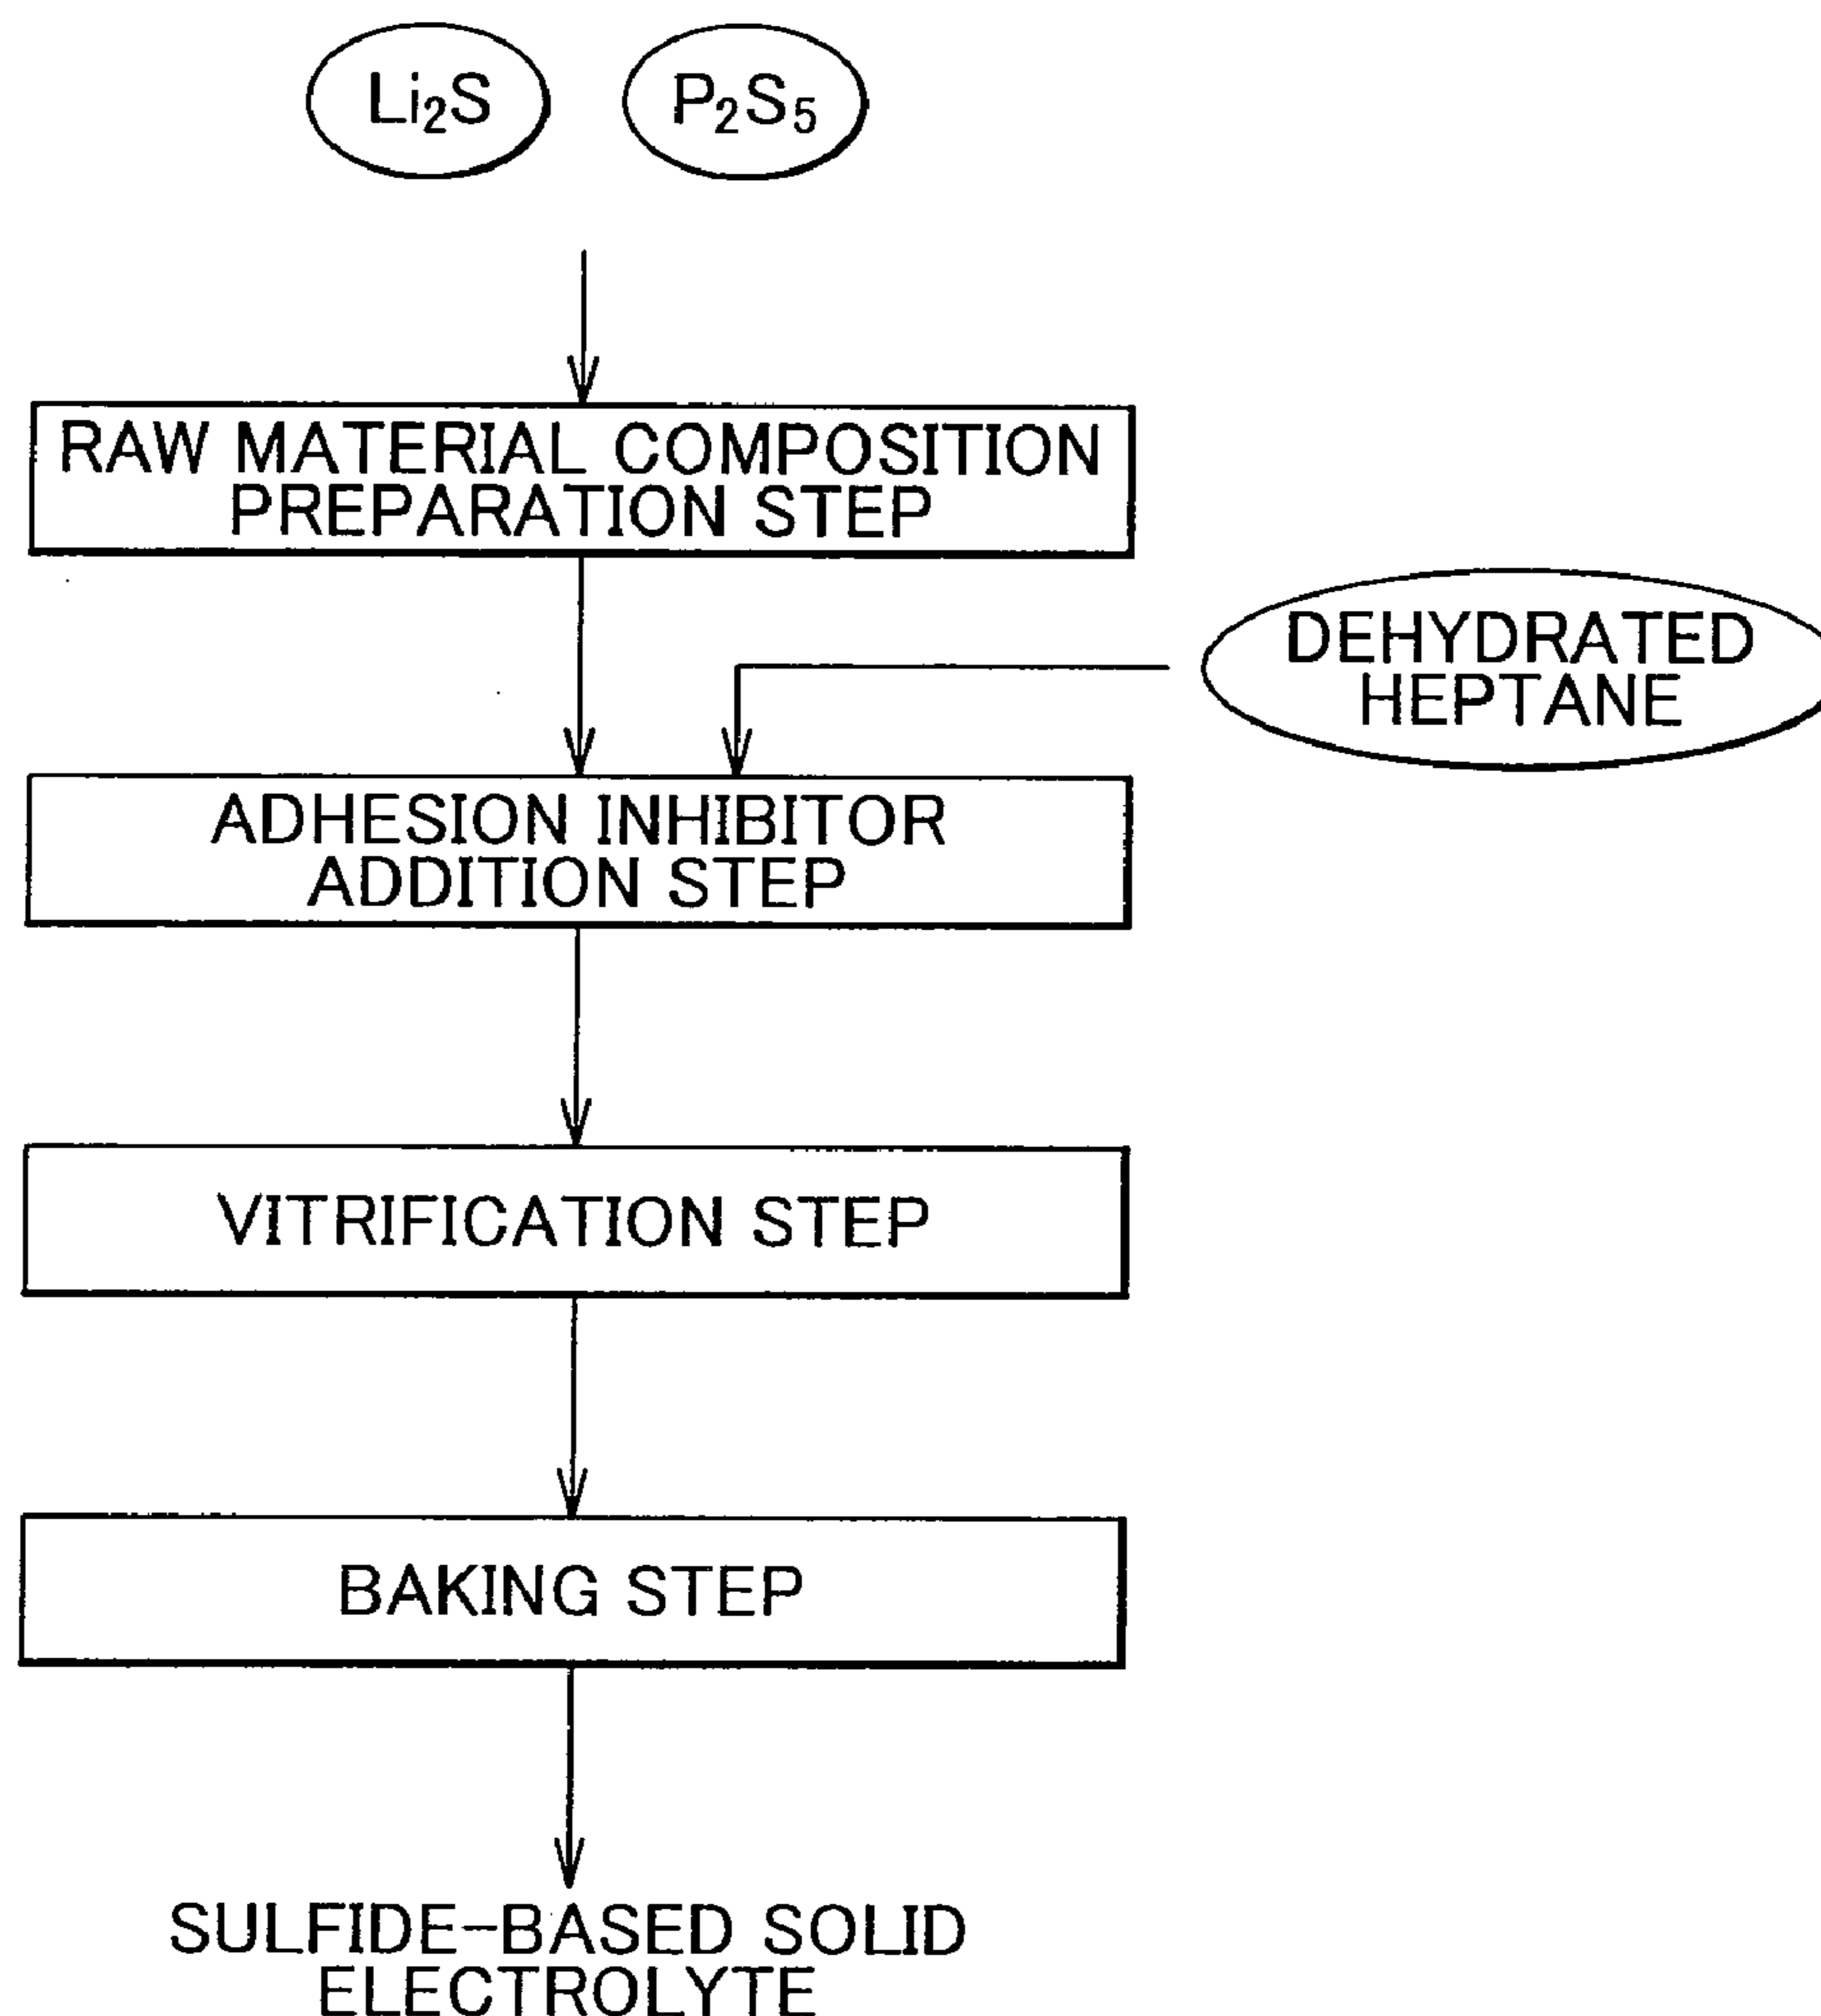 Li₂S
P₂S₅
RAW MATERIAL COMPOSITION
PREPARATION STEP
DEHYDRATED
HEPTANE
ADHESION INHIBITOR
ADDITION STEP
VITRIFICATION STEP
BAKING STEP
SULFIDE-BASED SOLID
ELECTROLYTE